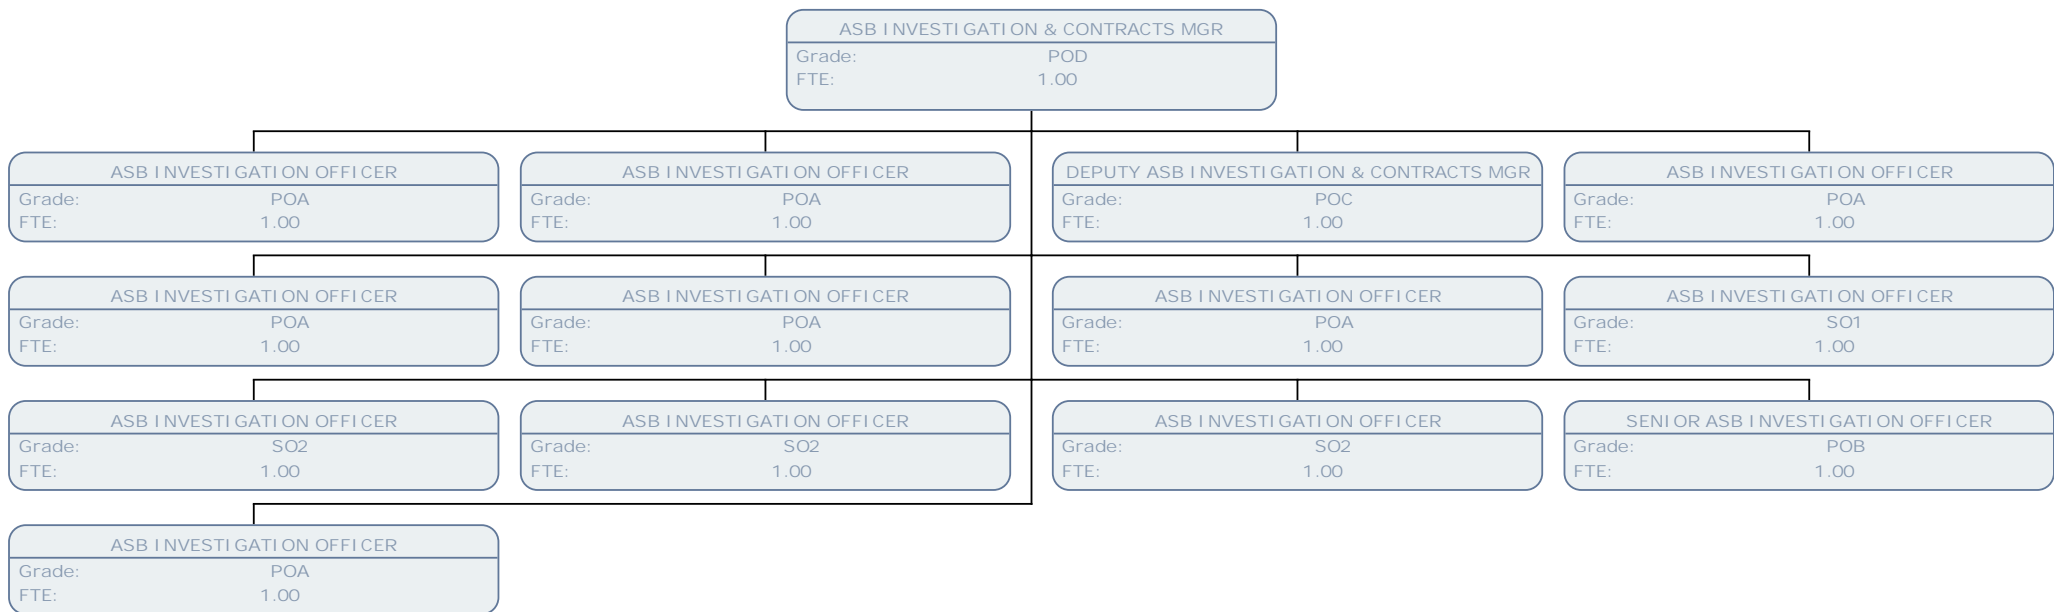 ASB INVESTIGATION & CONTRACTS MGR
Grade: POD
FTE: 1.00
ASB INVESTIGATION OFFICER
Grade: POA
FTE: 1.00
ASB INVESTIGATION OFFICER
Grade: POA
FTE: 1.00
DEPUTY ASB INVESTIGATION & CONTRACTS MGR
Grade: POC
FTE: 1.00
ASB INVESTIGATION OFFICER
Grade: POA
FTE: 1.00
ASB INVESTIGATION OFFICER
Grade: POA
FTE: 1.00
ASB INVESTIGATION OFFICER
Grade: POA
FTE: 1.00
ASB INVESTIGATION OFFICER
Grade: POA
FTE: 1.00
ASB INVESTIGATION OFFICER
Grade: SO1
FTE: 1.00
ASB INVESTIGATION OFFICER
Grade: SO2
FTE: 1.00
ASB INVESTIGATION OFFICER
Grade: SO2
FTE: 1.00
ASB INVESTIGATION OFFICER
Grade: SO2
FTE: 1.00
SENIOR ASB INVESTIGATION OFFICER
Grade: POB
FTE: 1.00
ASB INVESTIGATION OFFICER
Grade: POA
FTE: 1.00